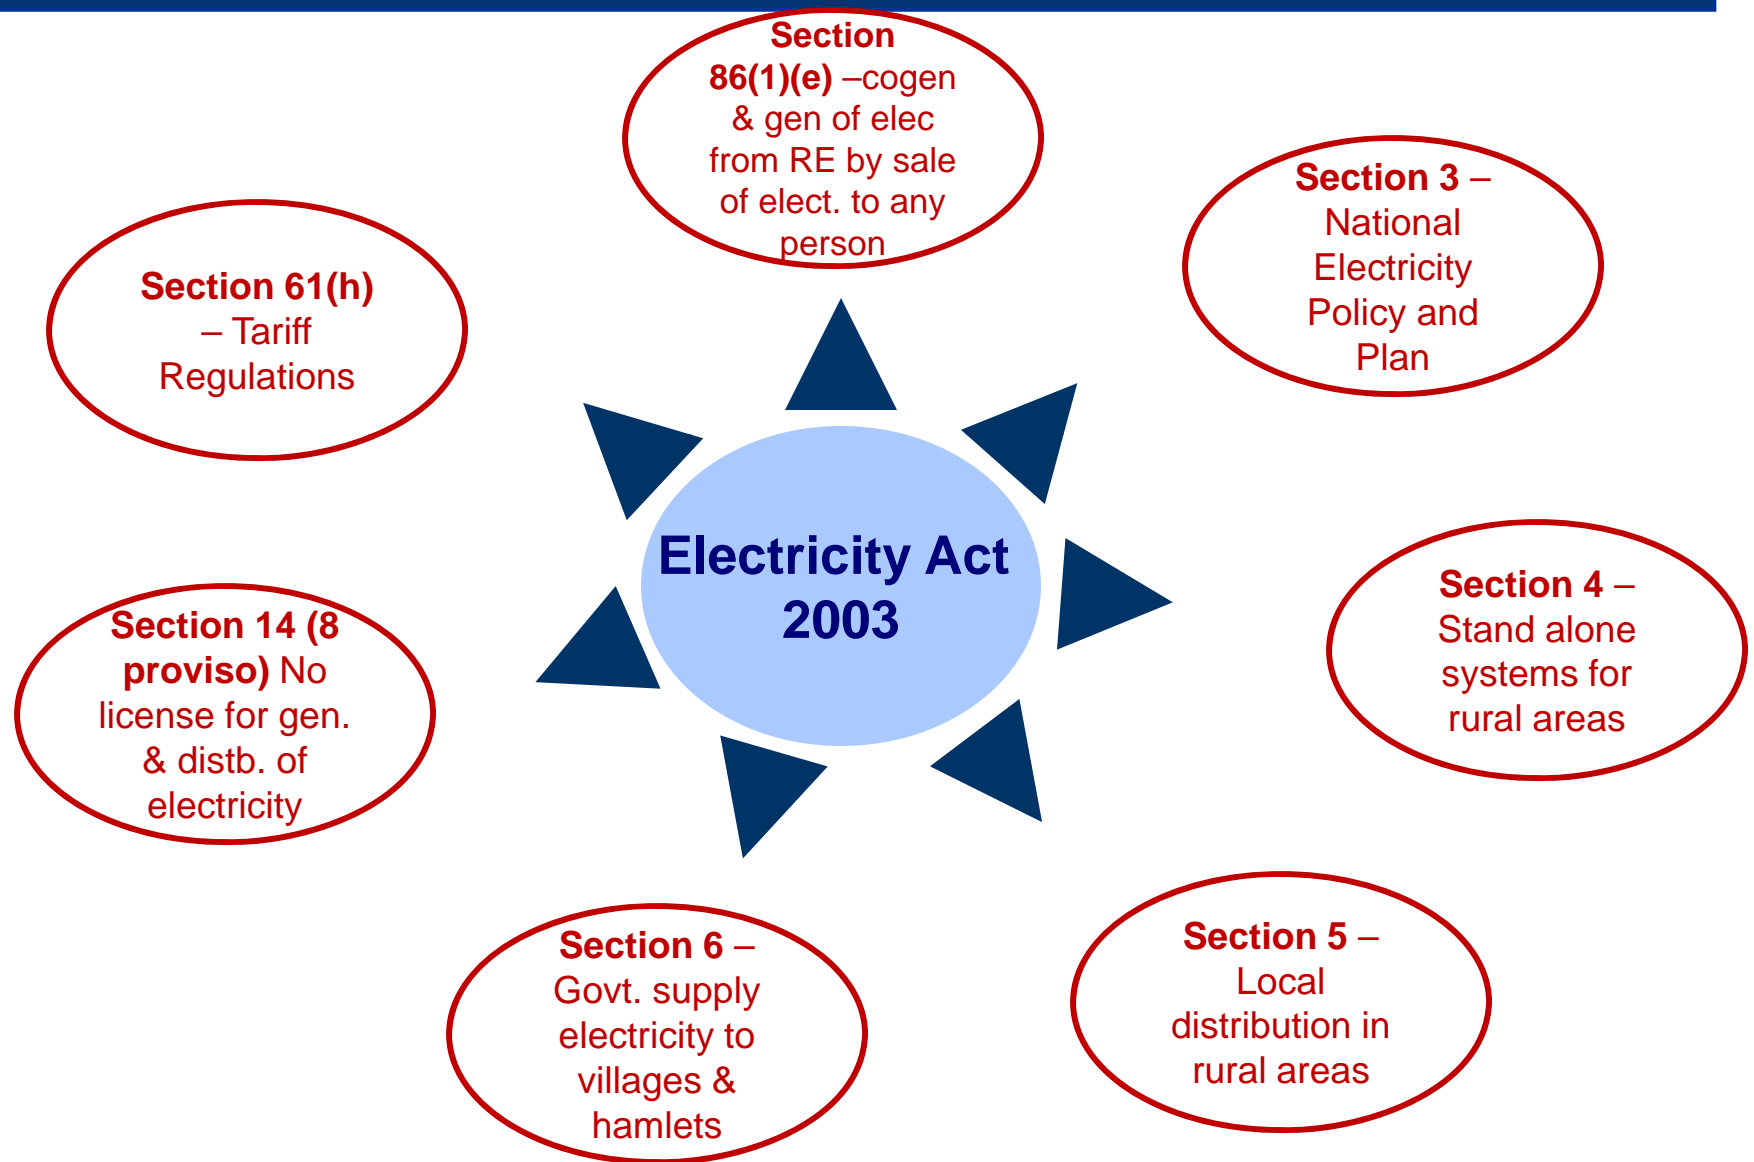 Section
86(1)(e) –cogen
& gen of elec
from RE by sale
of elect. to any
person
Section 3 –
National
Electricity
Policy and
Plan
Section 4 –
Stand alone
systems for
rural areas
Section 5 –
Local
distribution in
rural areas
Section 6 –
Govt. supply
electricity to
villages &
hamlets
Section 14 (8
proviso) No
license for gen.
& distb. of
electricity
Section 61(h)
– Tariff
Regulations
Electricity Act
2003